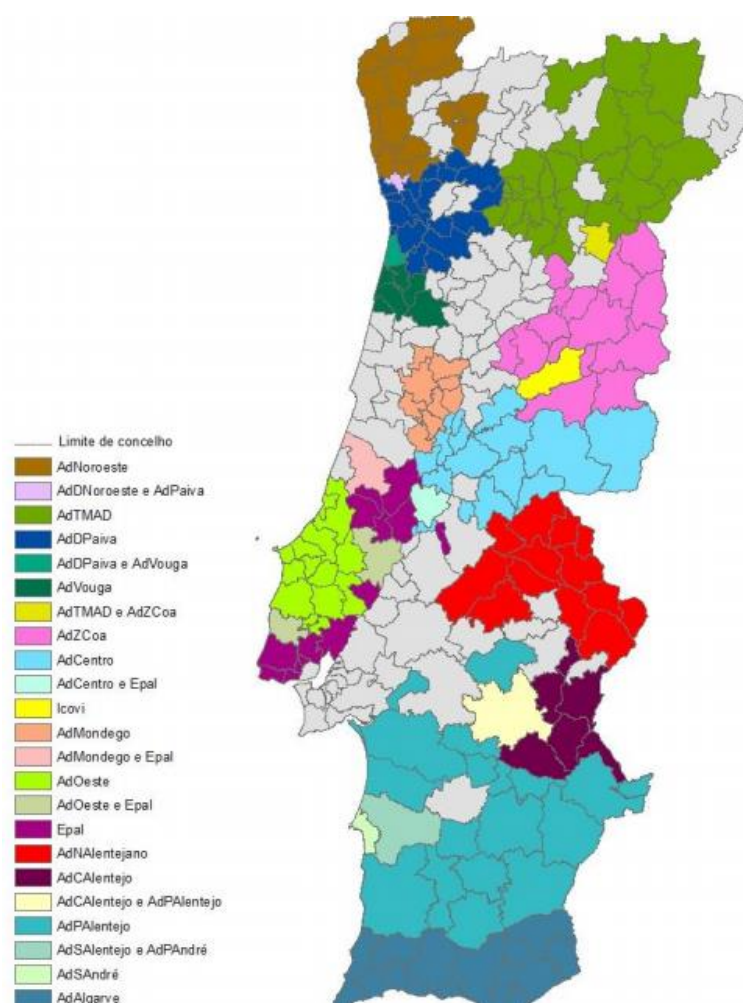 Limite de concelho
AdNoroeste
AdDNoroeste e AdPaiva
AdTMAD
AdDPaiva
AdDPaiva e AdVouga
AdVouga
AdTMAD e AdZCoa
AdZCoa
AdCentro
AdCentro e Epal
Icovi
AdMondego
AdMondego e Epal
AdOeste
AdOeste e Epal
Epal
AdNAlentejano
AdCAlentejo
AdCAlentejo e AdPAlentejo
AdPAlentejo
AdSAlentejo e AdPAndré
AdSAndré
AdAlgarve